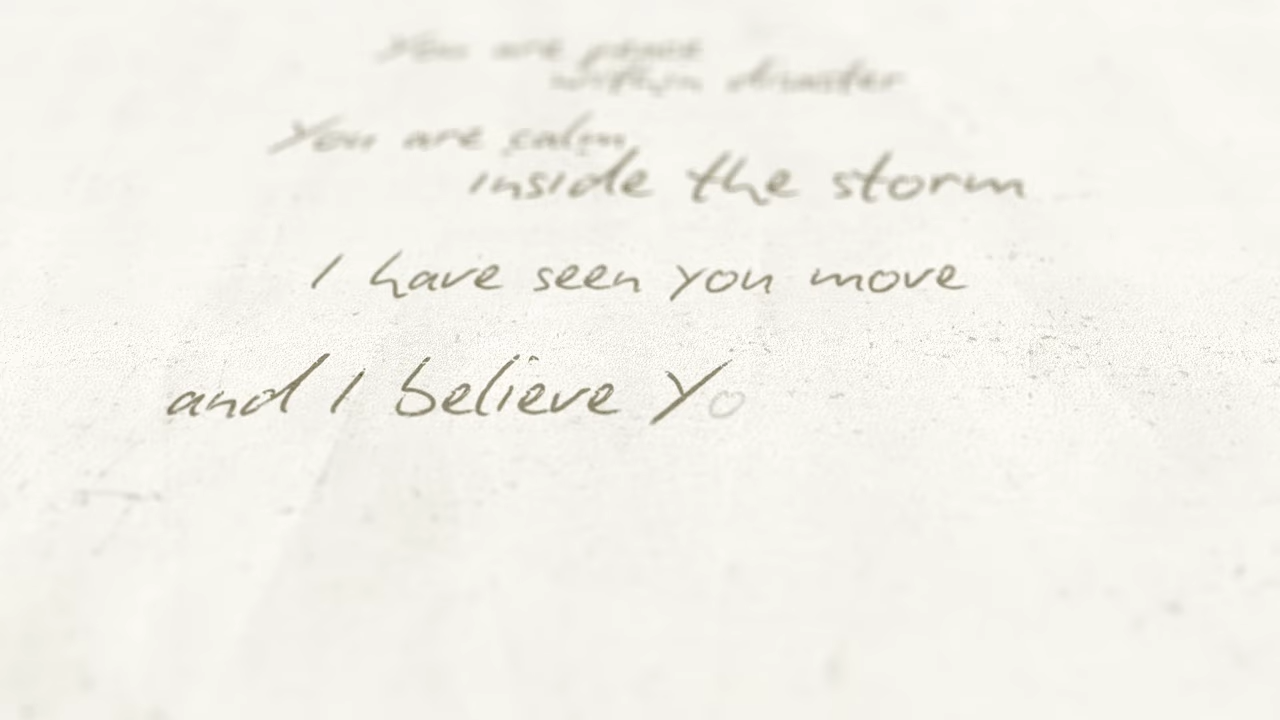 You are peace
within disaster
You are calm
inside the storm
I have seen you move
and I believe Yo